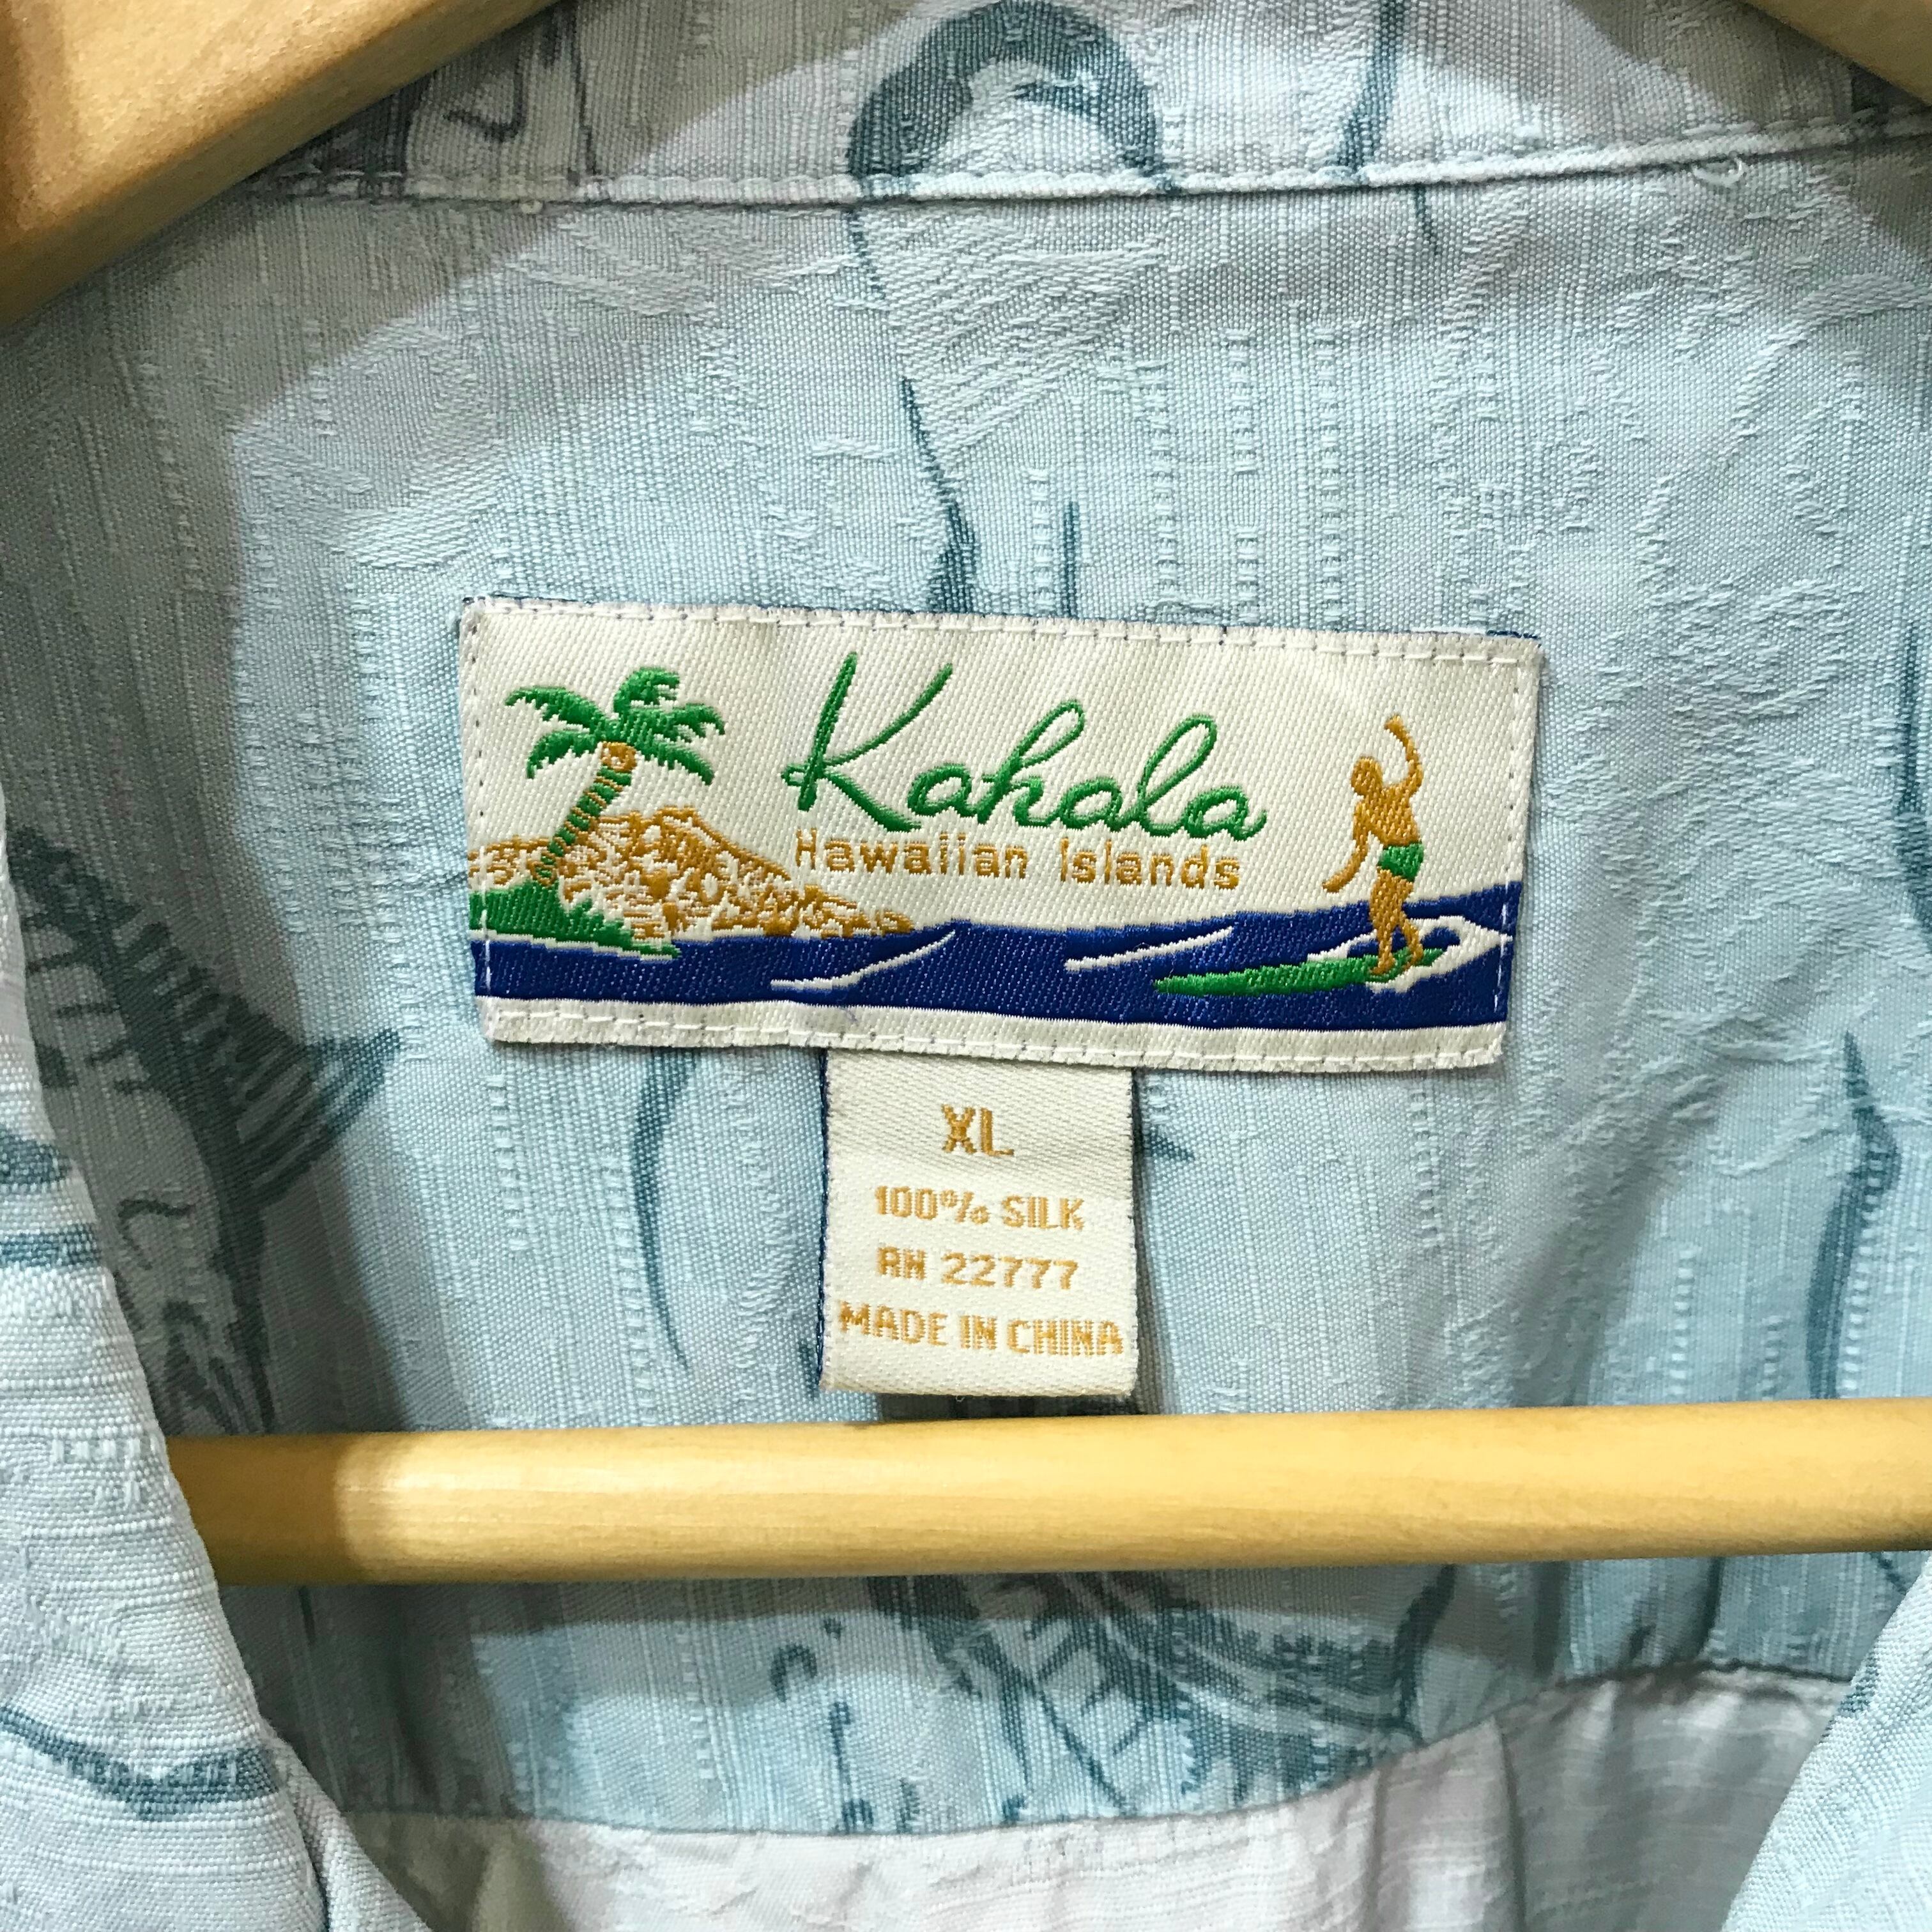 Kahala
Hawaiian Islands
XL
100% SILK
RN 22777
MADE IN CHINA